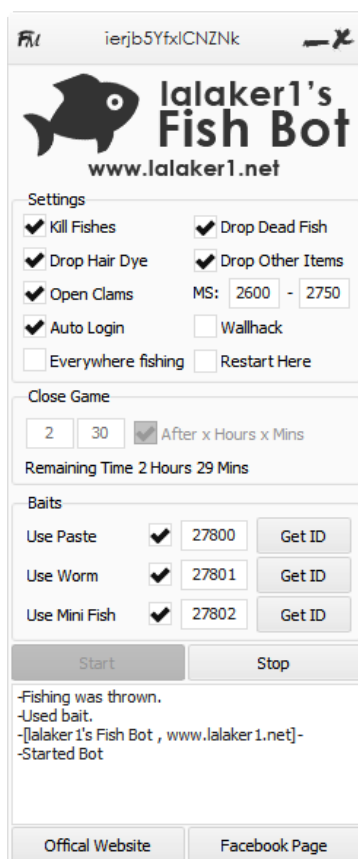 FM ierjb5YfxICNZNk
lalaker1's
Fish Bot
www.lalaker1.net
Settings
Kill Fishes Drop Dead Fish
Drop Hair Dye Drop Other Items
Open Clams MS: 2600 - 2750
Auto Login Wallhack
Everywhere fishing Restart Here
Close Game
2 30 After x Hours x Mins
Remaining Time 2 Hours 29 Mins
Baits
Use Paste 27800 Get ID
Use Worm 27801 Get ID
Use Mini Fish 27802 Get ID
Start Stop
-Fishing was thrown.
-Used bait.
-[lalaker1's Fish Bot , www.lalaker1.net]-
-Started Bot
Offical Website Facebook Page